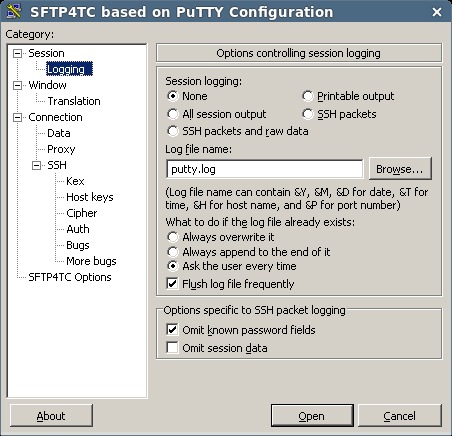 SFTP4TC based on PuTTY Configuration
Category:
Session
Logging
Window
Translation
Connection
Data
Proxy
SSH
Kex
Host keys
Cipher
Auth
Bugs
More bugs
SFTP4TC Options
Options controlling session logging
Session logging:
None
Printable output
All session output
SSH packets
SSH packets and raw data
Log file name:
putty.log
Browse...
(Log file name can contain &Y, &M, &D for date, &T for
time, &H for host name, and &P for port number)
What to do if the log file already exists:
Always overwrite it
Always append to the end of it
Ask the user every time
Flush log file frequently
Options specific to SSH packet logging
Omit known password fields
Omit session data
About
Open
Cancel